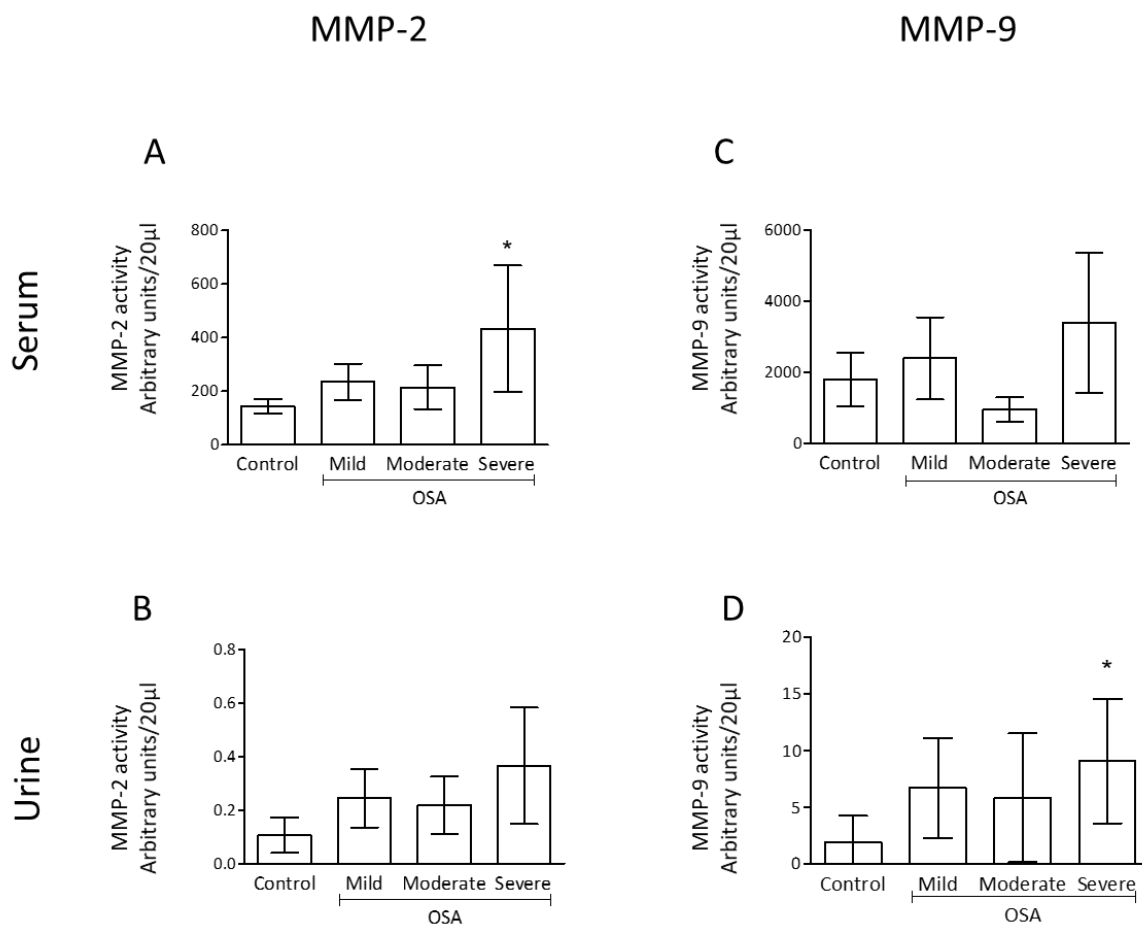 MMP-2
MMP-9
Serum
Urine
A
MMP-2 activity
Arbitrary units/20µl
800
600
400
200
0
*
Control Mild Moderate Severe
OSA
C
MMP-9 activity
Arbitrary units/20µl
6000
4000
2000
0
Control Mild Moderate Severe
OSA
B
MMP-2 activity
Arbitrary units/20µl
0.8
0.6
0.4
0.2
0.0
Control Mild Moderate Severe
OSA
D
MMP-9 activity
Arbitrary units/20µl
20
15
10
5
0
*
Control Mild Moderate Severe
OSA